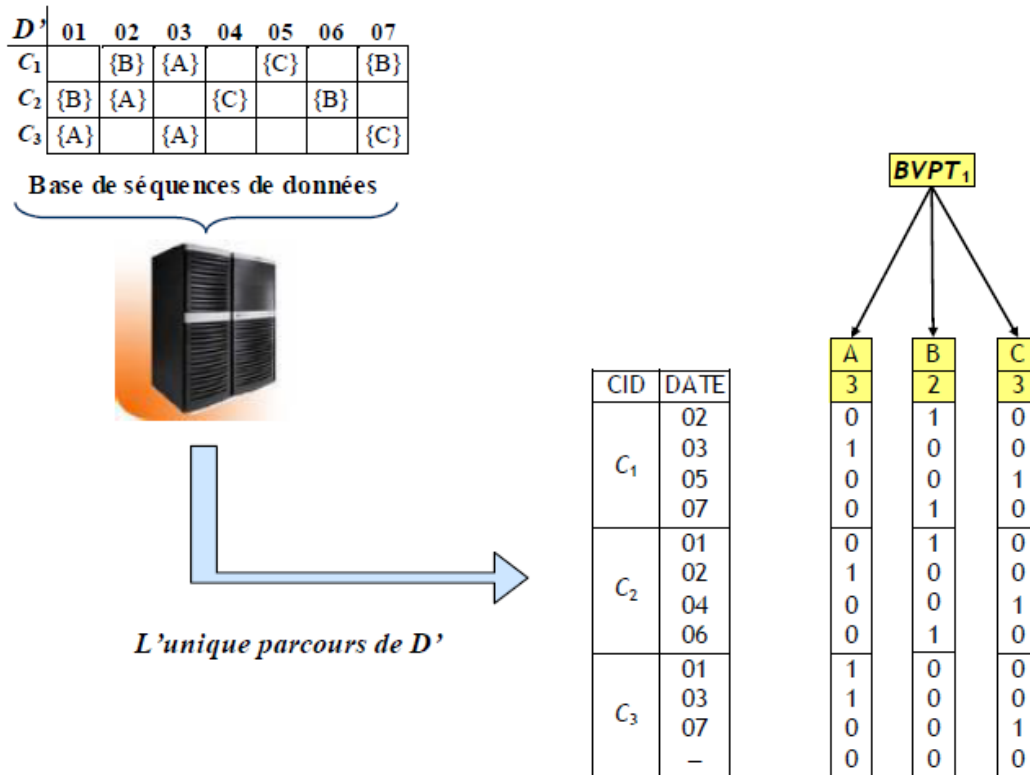 D’ 01 02 03 04 05 06 07
C1 {B} {A} {C} {B}
C2 {B} {A} {C} {B}
C3 {A} {A} {C}
Base de séquences de données
BVPT1
A B C
CID DATE 3 2 3
02 0 1 0
03 1 0 0
C1 05 0 0 1
07 0 1 0
01 0 1 0
02 1 0 0
C2 04 0 0 1
06 0 1 0
01 1 0 0
03 1 0 0
C3 07 0 0 1
– 0 0 0
L’unique parcours de D’